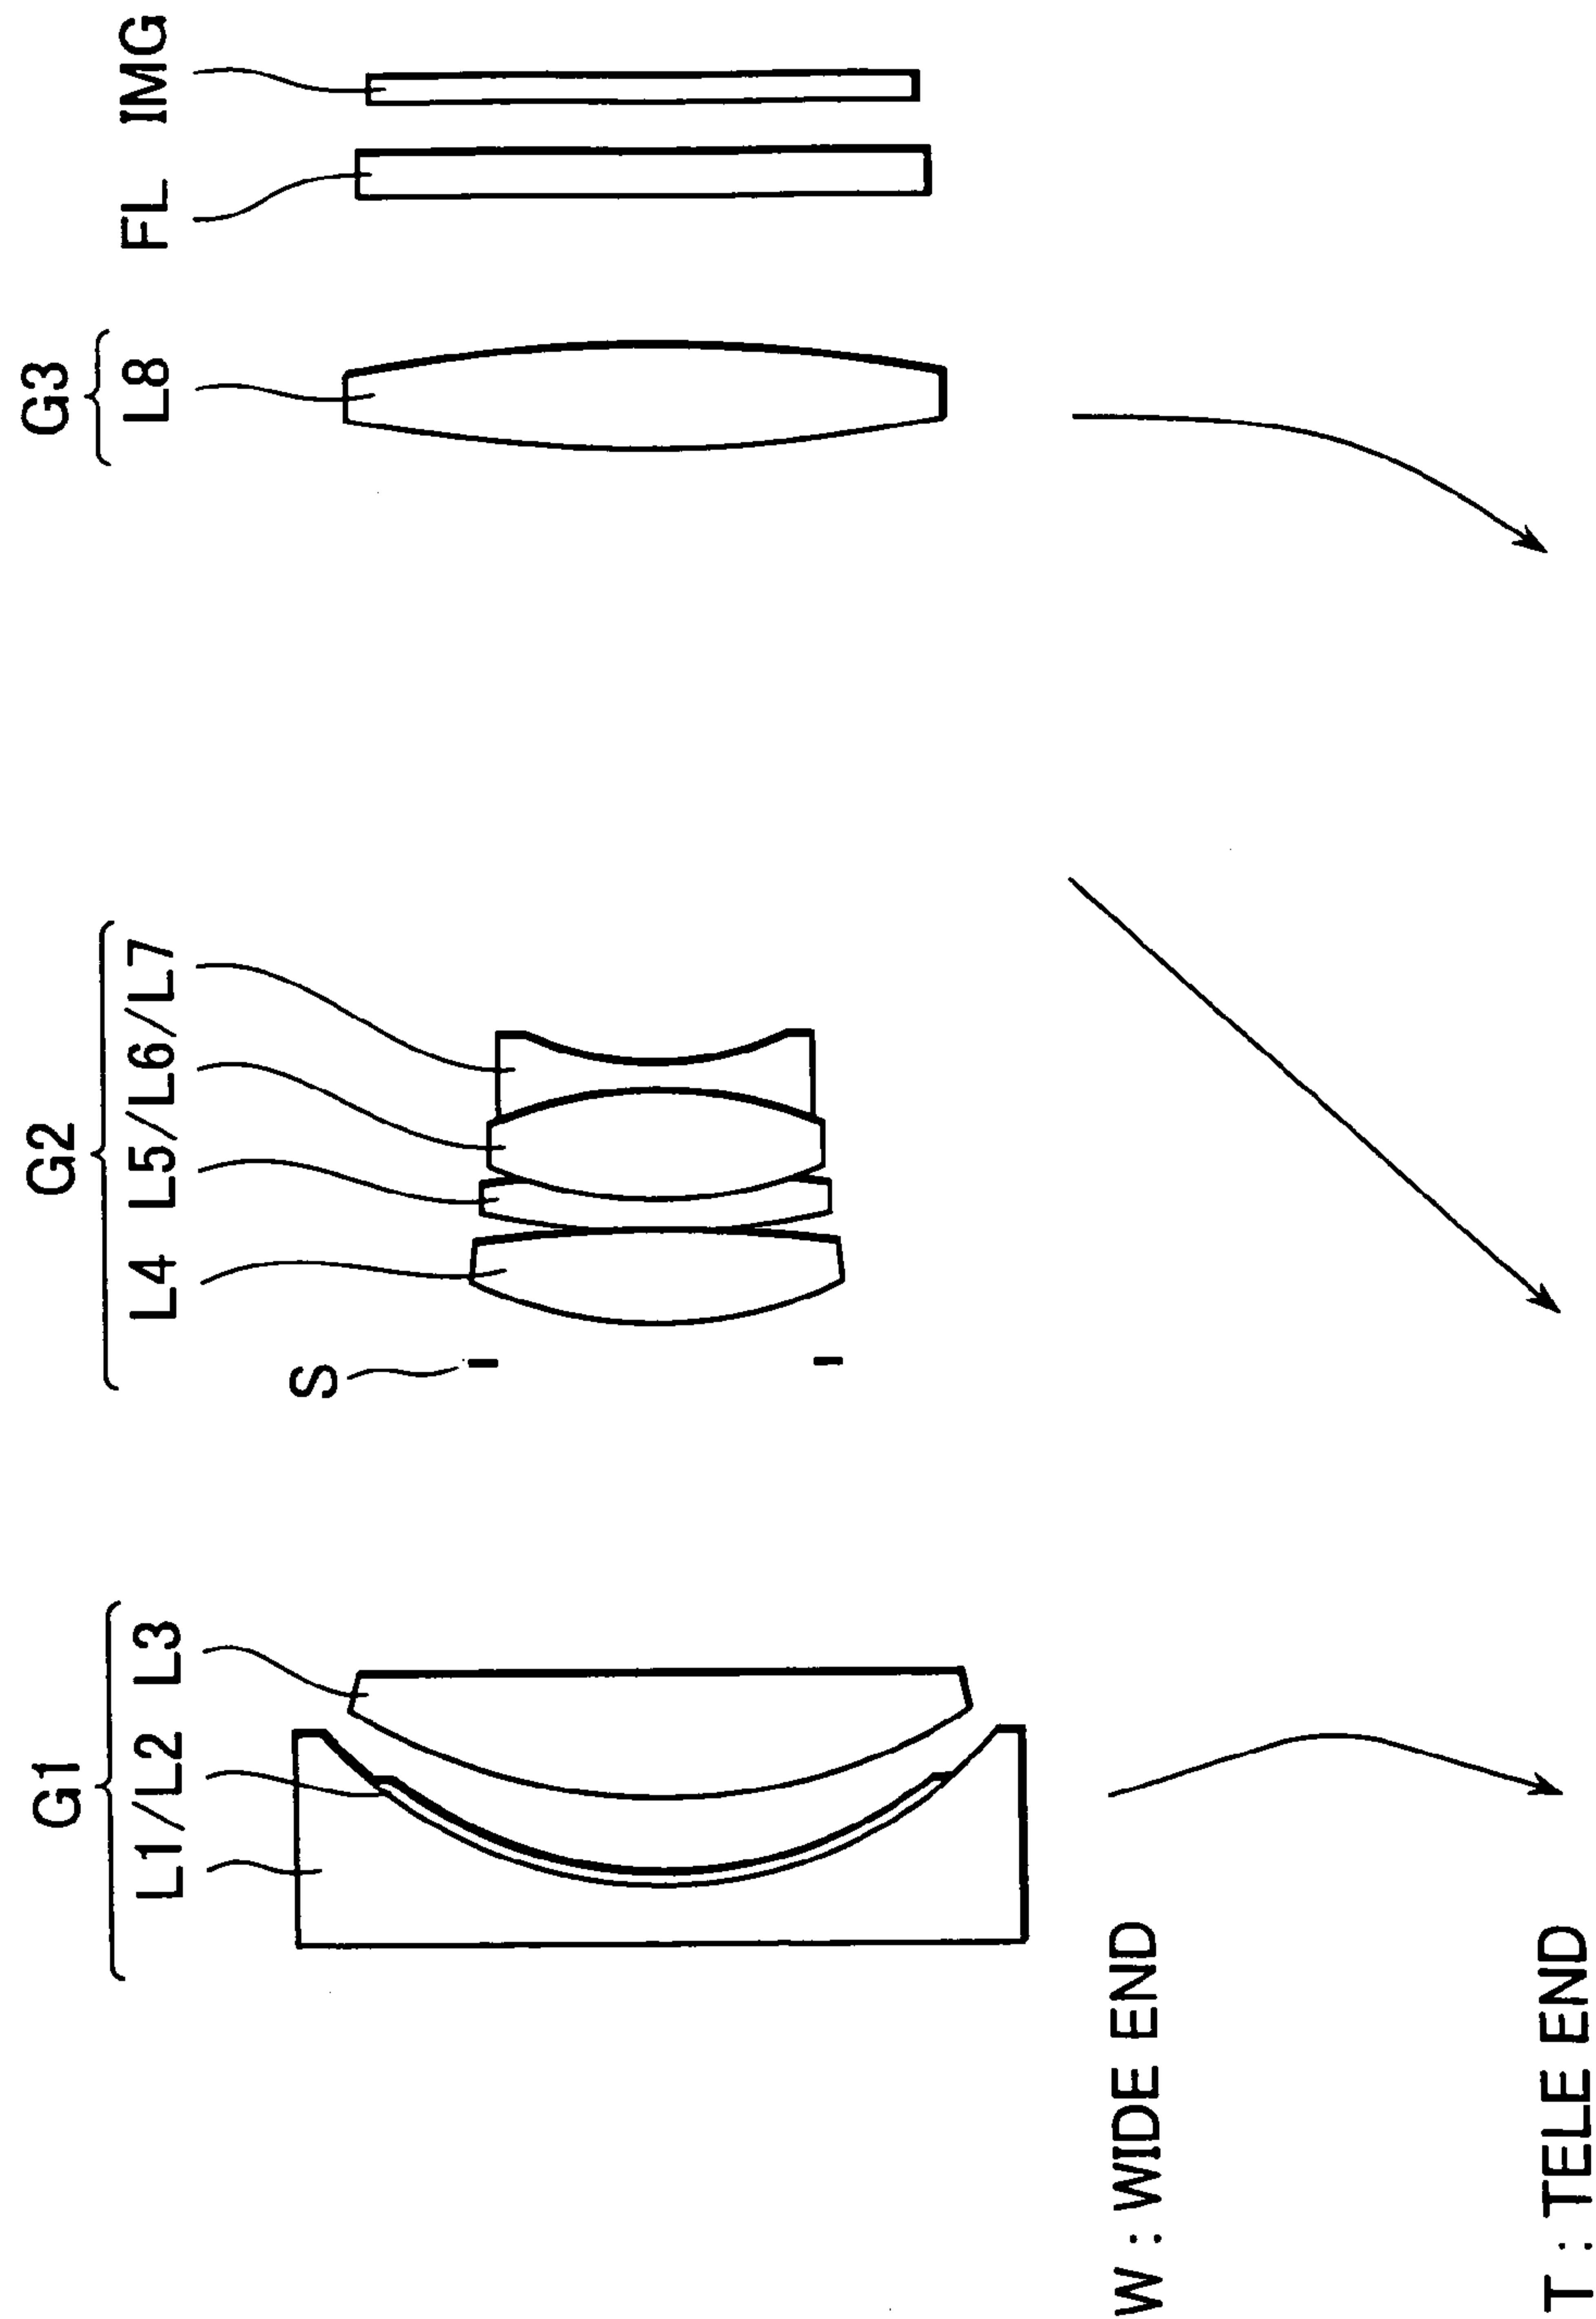 G1 G2 G3
L1/L2 L3 L4 L5/L6/L7 L8 FL IMG
S
W : WIDE END
T : TELE END